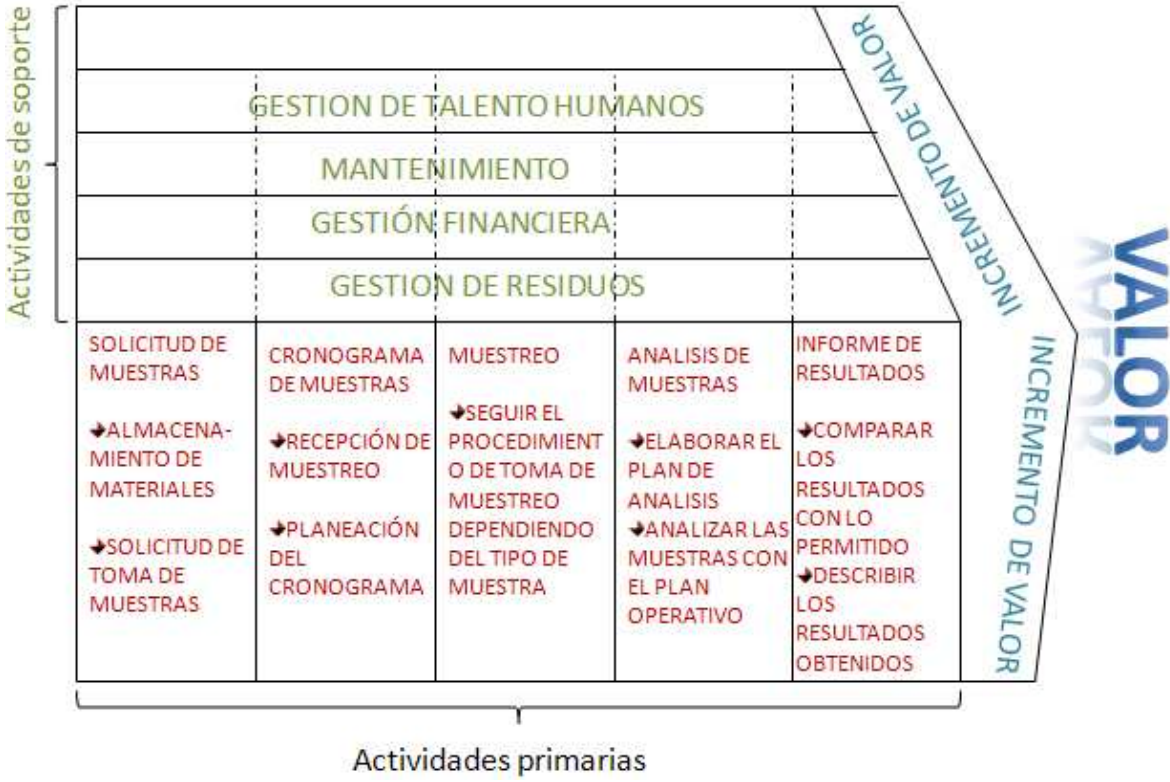 Actividades de soporte
GESTION DE TALENTO HUMANOS
MANTENIMIENTO
GESTIÓN FINANCIERA
GESTION DE RESIDUOS
SOLICITUD DE
MUESTRAS
ALMACENA-
MIENTO DE
MATERIALES
SOLICITUD DE
TOMA DE
MUESTRAS
CRONOGRAMA
DE MUESTRAS
RECEPCIÓN DE
MUESTREO
PLANEACIÓN
DEL
CRONOGRAMA
MUESTREO
SEGUIR EL
PROCEDIMIENT
O DE TOMA DE
MUESTREO
DEPENDIENDO
DEL TIPO DE
MUESTRA
ANALISIS DE
MUESTRAS
ELABORAR EL
PLAN DE
ANALISIS
ANALIZAR LAS
MUESTRAS CON
EL PLAN
OPERATIVO
INFORME DE
RESULTADOS
COMPARAR
LOS
RESULTADOS
CON LO
PERMITIDO
DESCRIBIR
LOS
RESULTADOS
OBTENIDOS
INCREMENTO DE VALOR
INCREMENTO DE VALOR
VALOR
Actividades primarias